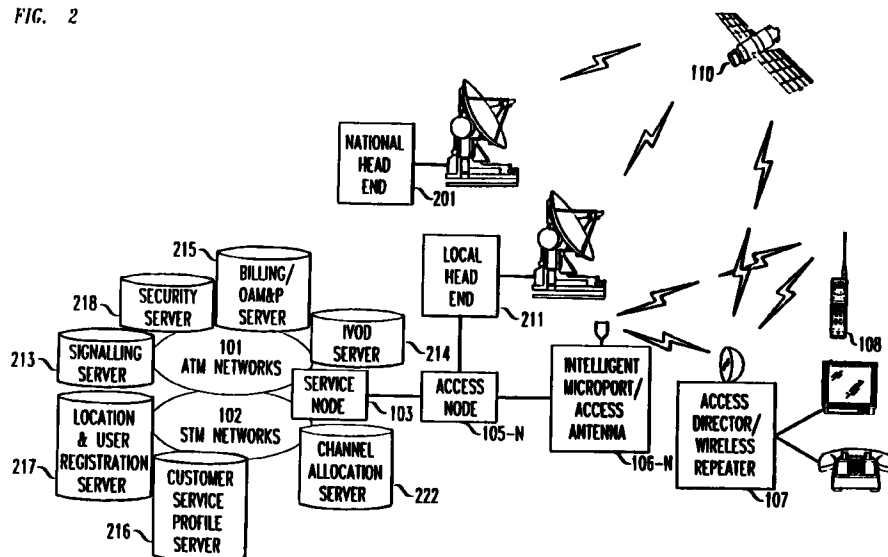 FIG. 2
110
NATIONAL
HEAD
END
201
215
BILLING/
OAM&P
SERVER
LOCAL
HEAD
END
211
218
SECURITY
SERVER
213
SIGNALLING
SERVER
101
ATM NETWORKS
IVOD
SERVER
214
SERVICE
NODE
103
ACCESS
NODE
105-N
INTELLIGENT
MICROPORT/
ACCESS
ANTENNA
106-N
108
ACCESS
DIRECTOR/
WIRELESS
REPEATER
107
LOCATION
& USER
REGISTRATION
SERVER
217
102
STM NETWORKS
CUSTOMER
SERVICE
PROFILE
SERVER
216
CHANNEL
ALLOCATION
SERVER
222